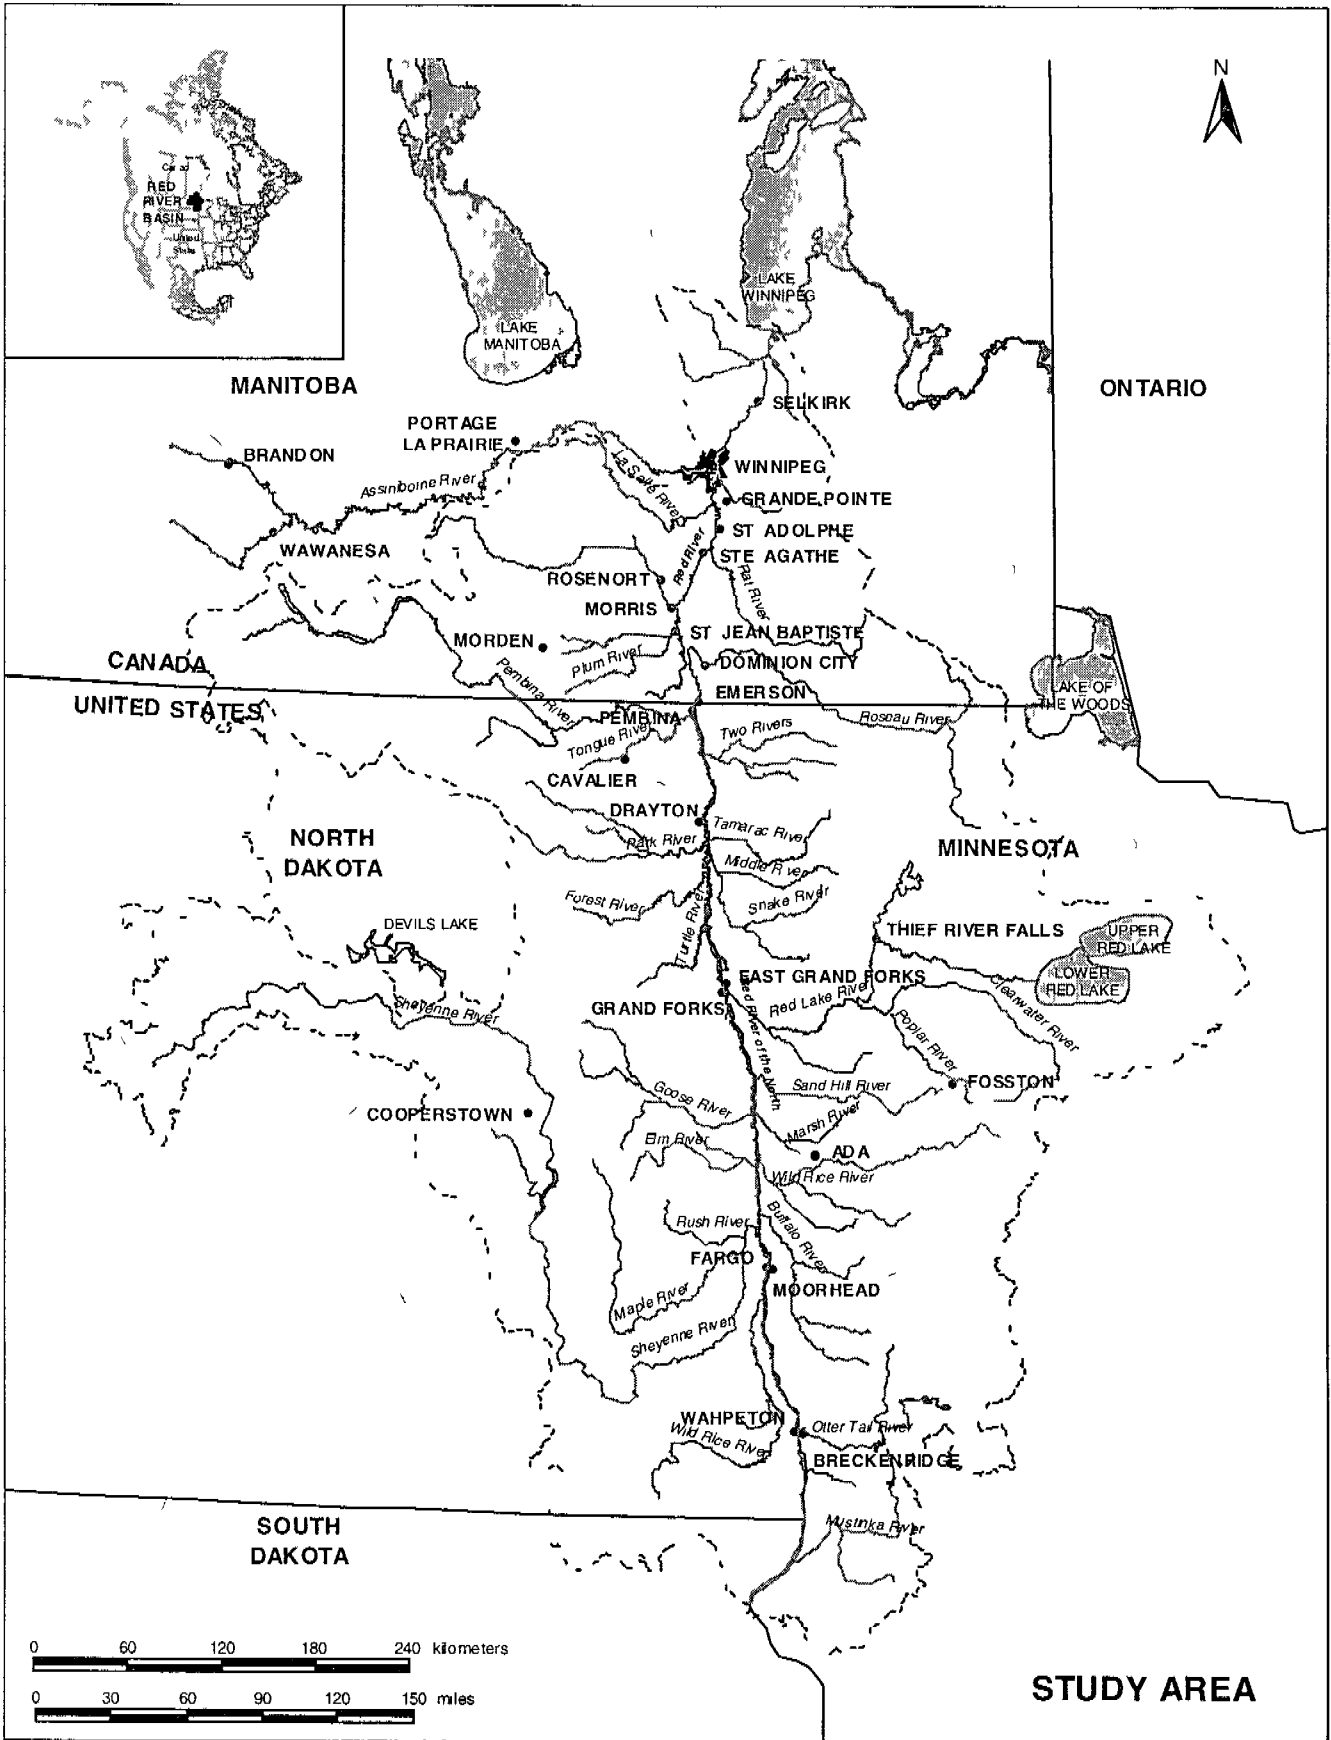 N
Canad
RED
RIVER
BASIN
United
States
LAKE
WINNIPEG
LAKE
MANITOBA
MANITOBA
ONTARIO
SELKIRK
PORTAGE
LA PRAIRIE
BRANDON
La Salle River
WINNIPEG
Assiniboine River
GRANDE POINTE
ST ADOLPHE
WAWANESA
Red River
STE AGATHE
ROSENORT
Rat River
MORRIS
ST JEAN BAPTISTE
MORDEN
Plum River
DOMINION CITY
CANADA
Pembina River
EMERSON
LAKE OF
THE WOODS
UNITED STATES
PEMBINA
Roseau River
Tongue River
Two Rivers
CAVALIER
DRAYTON
Tamarac River
NORTH
DAKOTA
Park River
MINNESOTA
Middle River
Forest River
Snake River
Turtle River
DEVILS LAKE
THIEF RIVER FALLS
UPPER
RED LAKE
LOWER
RED LAKE
EAST GRAND FORKS
Clearwater River
GRAND FORKS
Red Lake River
Sheyenne River
Red River of the North
Poplar River
Sand Hill River
FOSSTON
Goose River
COOPERSTOWN
Marsh River
Elm River
ADA
Wild Rice River
Rush River
Buffalo River
FARGO
MOORHEAD
Maple River
Sheyenne River
WAHPETON
Otter Tail River
Wild Rice River
BRECKENRIDGE
SOUTH
DAKOTA
Mustinka River
0 60 120 180 240 kilometers
0 30 60 90 120 150 miles
STUDY AREA